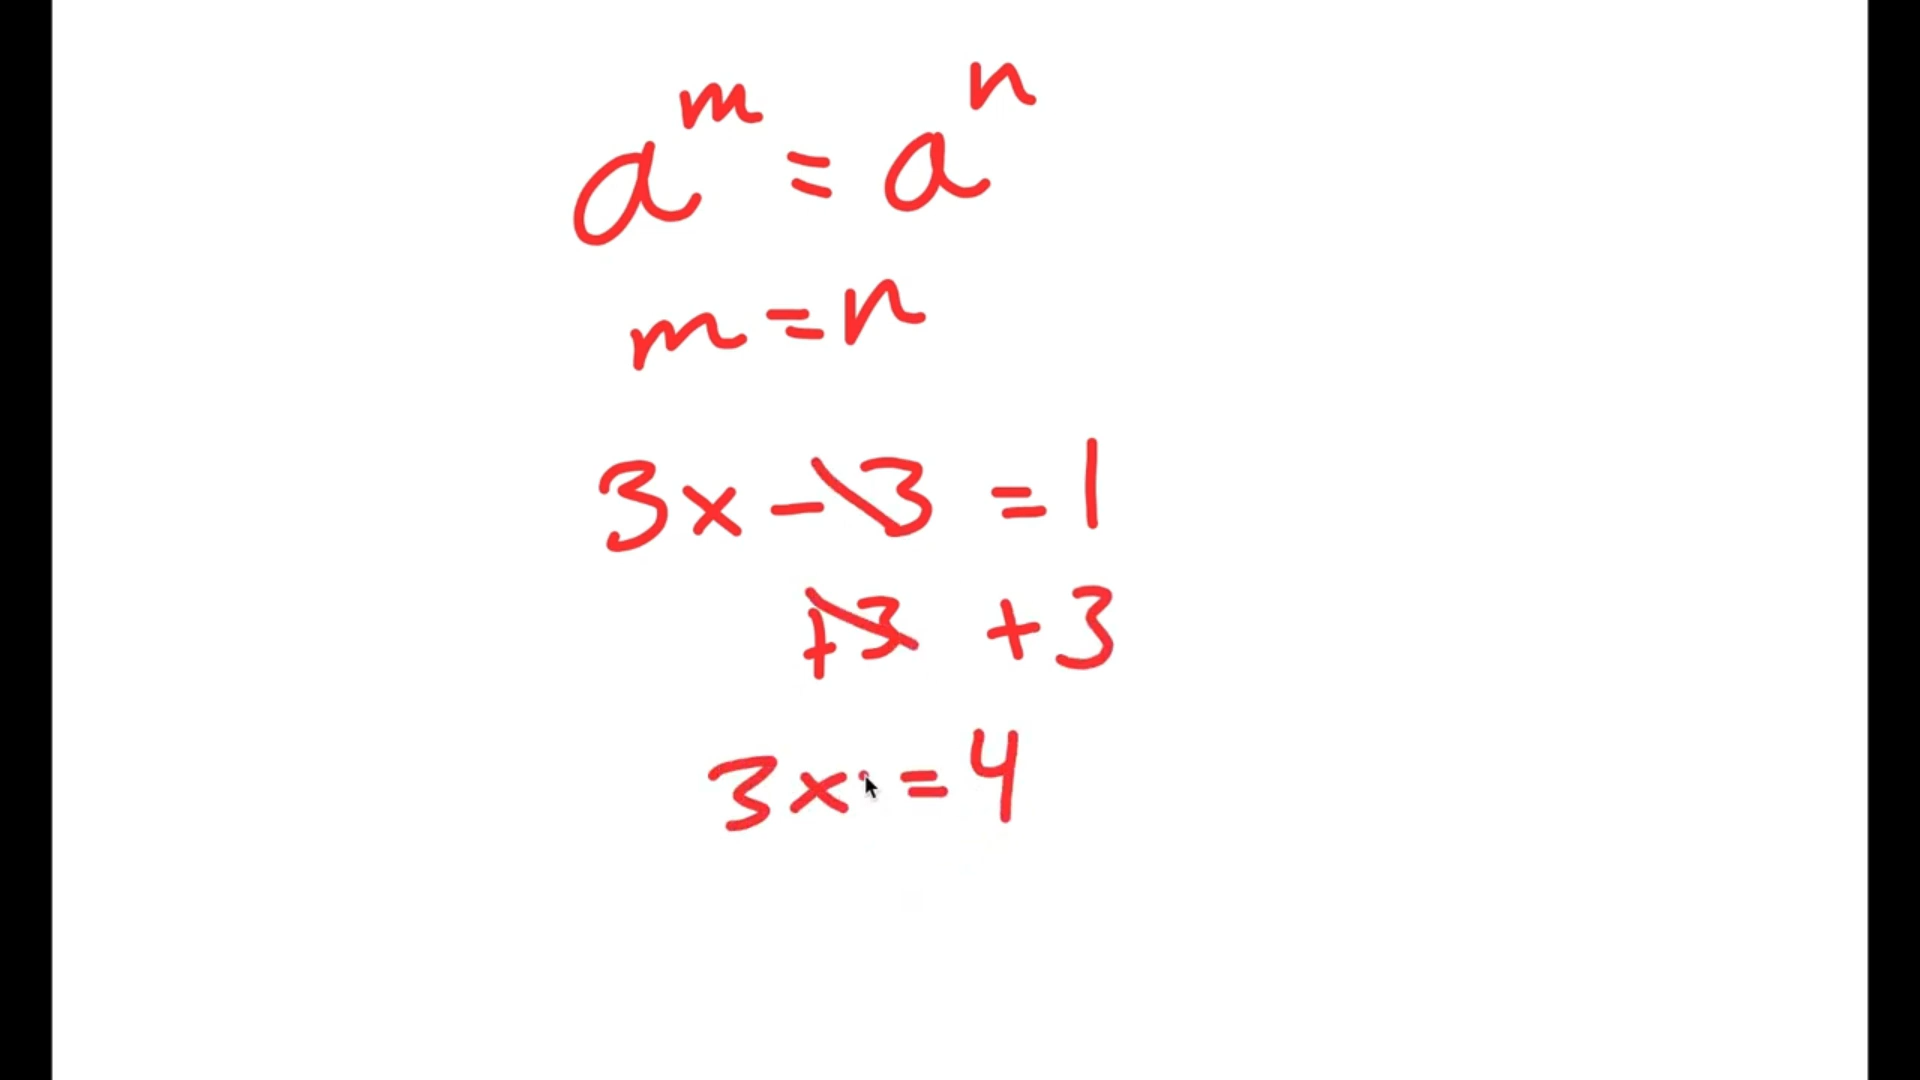 a^m = a^n
m = n
3x - 3 = 1
+3 +3
3x = 4